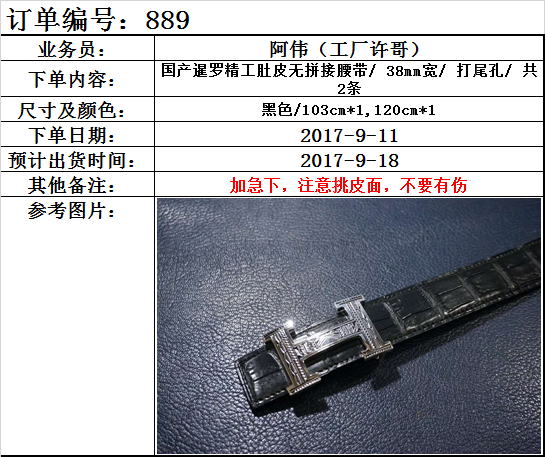 订单编号：889
业务员： 阿伟（工厂许哥）
下单内容： 国产暹罗精工肚皮无拼接腰带/ 38mm宽/ 打尾孔/ 共
2条
尺寸及颜色： 黑色/103cm*1,120cm*1
下单日期： 2017-9-11
预计出货时间： 2017-9-18
其他备注： 加急下，注意挑皮面，不要有伤
参考图片：